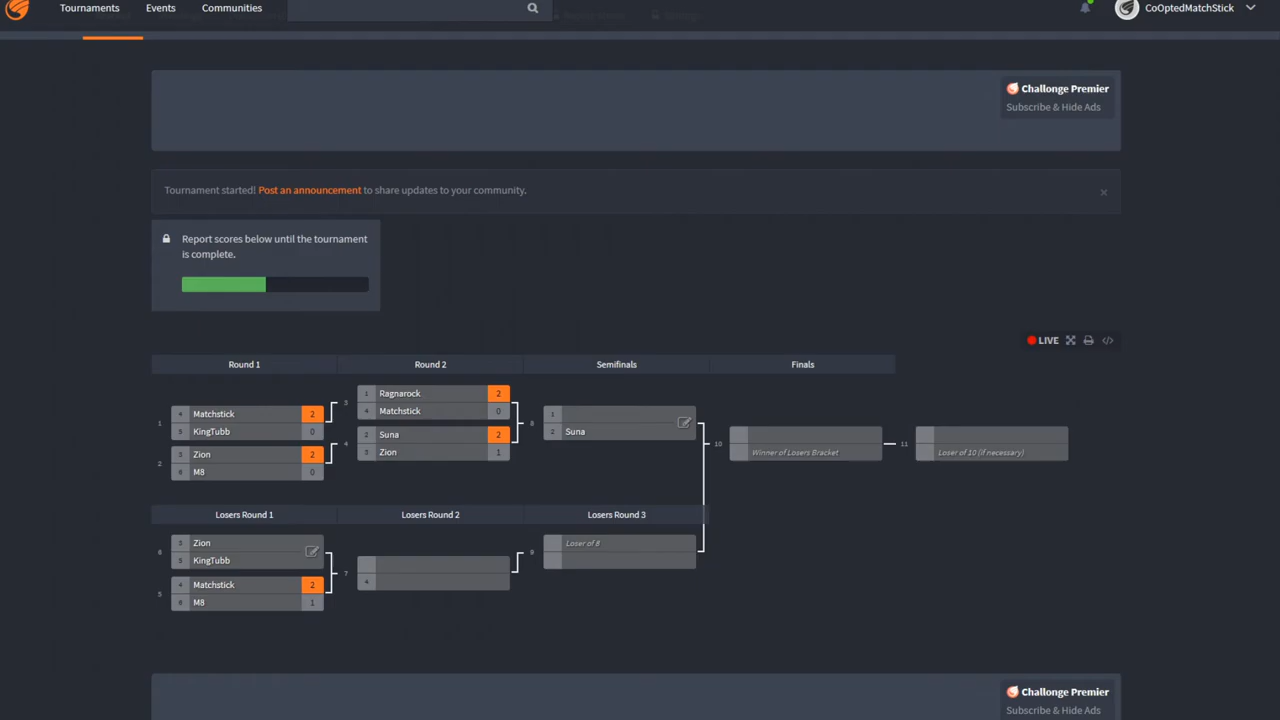 Tournaments Events Communities CoOptedMatchStick
Challonge Premier
Subscribe & Hide Ads
Tournament started! Post an announcement to share updates to your community. ×
Report scores below until the tournament
is complete.
LIVE </>
Round 1 Round 2 Semifinals Finals
1
4 Matchstick 2
5 KingTubb 0
2
3 Zion 2
6 M8 0
3
1 Ragnarock 2
4 Matchstick 0
4
2 Suna 2
3 Zion 1
8
1
2 Suna
10
Winner of Losers Bracket
11
Loser of 10 (if necessary)
Losers Round 1 Losers Round 2 Losers Round 3
6
3 Zion
5 KingTubb
5
4 Matchstick 2
6 M8 1
7
4
9
Loser of 8
Challonge Premier
Subscribe & Hide Ads